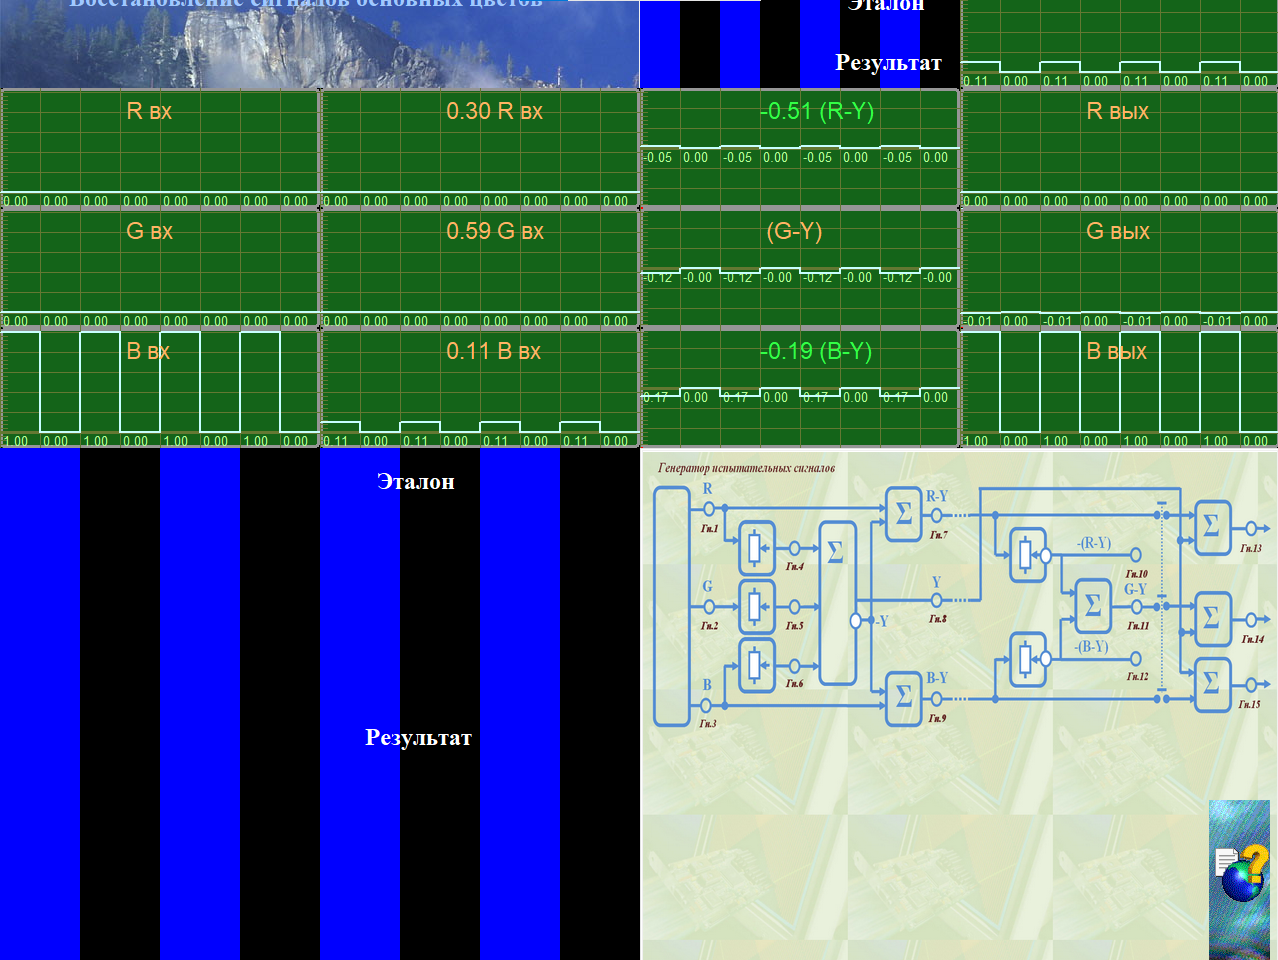 Восстановление сигналов основных цветов
Эталон
Результат
0.11 0.00 0.11 0.00 0.11 0.00 0.11 0.00
R вх
0.00 0.00 0.00 0.00 0.00 0.00 0.00 0.00
0.30 R вх
0.00 0.00 0.00 0.00 0.00 0.00 0.00 0.00
-0.51 (R-Y)
-0.05 0.00 -0.05 0.00 -0.05 0.00 -0.05 0.00
R вых
0.00 0.00 0.00 0.00 0.00 0.00 0.00 0.00
G вх
0.00 0.00 0.00 0.00 0.00 0.00 0.00 0.00
0.59 G вх
0.00 0.00 0.00 0.00 0.00 0.00 0.00 0.00
(G-Y)
-0.12 -0.00 -0.12 -0.00 -0.12 -0.00 -0.12 -0.00
G вых
-0.01 0.00 -0.01 0.00 -0.01 0.00 -0.01 0.00
B вх
1.00 0.00 1.00 0.00 1.00 0.00 1.00 0.00
0.11 B вх
0.11 0.00 0.11 0.00 0.11 0.00 0.11 0.00
-0.19 (B-Y)
0.17 0.00 0.17 0.00 0.17 0.00 0.17 0.00
B вых
1.00 0.00 1.00 0.00 1.00 0.00 1.00 0.00
Эталон
Результат
Генератор испытательных сигналов
R
Гн.1
G
Гн.2
B
Гн.3
Гн.4
Гн.5
Гн.6
Σ
-Y
Σ
R-Y
Гн.7
Y
Гн.8
Σ
B-Y
Гн.9
-(R-Y)
Гн.10
Σ
G-Y
Гн.11
-(B-Y)
Гн.12
Σ
Гн.13
Σ
Гн.14
Σ
Гн.15